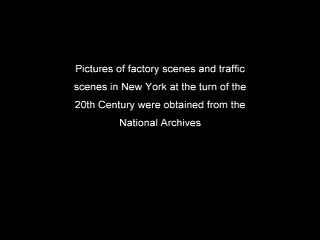 Pictures of factory scenes and traffic
scenes in New York at the turn of the
20th Century were obtained from the
National Archives